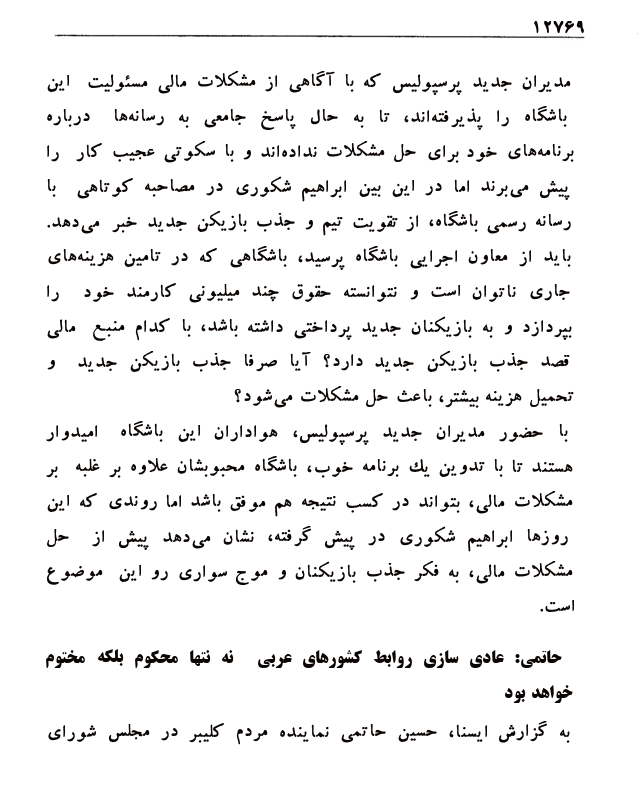 ۱۲۷۶۹
مدیران جدید پرسپولیس که با آگاهی از مشکلات مالی مسئولیت این
باشگاه را پذیرفته‌اند، تا به حال پاسخ جامعی به رسانه‌ها درباره
برنامه‌های خود برای حل مشکلات نداده‌اند و با سکوتی عجیب کار را
پیش می‌برند اما در این بین ابراهیم شکوری در مصاحبه کوتاهی با
رسانه رسمی باشگاه، از تقویت تیم و جذب بازیکن جدید خبر می‌دهد.
باید از معاون اجرایی باشگاه پرسید، باشگاهی که در تامین هزینه‌های
جاری ناتوان است و نتوانسته حقوق چند میلیونی کارمند خود را
بپردازد و به بازیکنان جدید پرداختی داشته باشد، با کدام منبع مالی
قصد جذب بازیکن جدید دارد؟ آیا صرفا جذب بازیکن جدید و
تحمیل هزینه بیشتر، باعث حل مشکلات می‌شود؟
با حضور مدیران جدید پرسپولیس، هواداران این باشگاه امیدوار
هستند تا با تدوین یك برنامه خوب، باشگاه محبوبشان علاوه بر غلبه بر
مشکلات مالی، بتواند در کسب نتیجه هم موفق باشد اما روندی که این
روزها ابراهیم شکوری در پیش گرفته، نشان می‌دهد پیش از حل
مشکلات مالی، به فکر جذب بازیکنان و موج سواری رو این موضوع
است.
حاتمی: عادی سازی روابط کشورهای عربی نه نتها محکوم بلکه مختوم
خواهد بود
به گزارش ایسنا، حسین حاتمی نماینده مردم کلیبر در مجلس شورای